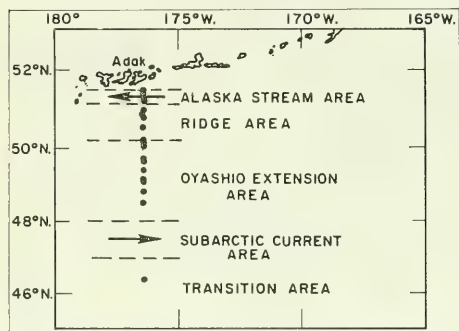 180° 175°W. 170°W. 165°W.
Adak
52°N.
ALASKA STREAM AREA
RIDGE AREA
50°N.
OYASHIO EXTENSION
AREA
48°N.
SUBARCTIC CURRENT
AREA
46°N.
TRANSITION AREA